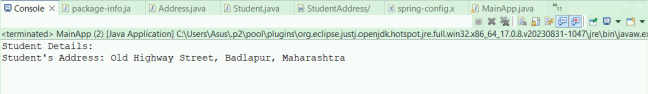 Console package-info.ja Address.java Student.java StudentAddress/ spring-config.x MainApp.java »11
<terminated> MainApp (2) [Java Application] C:\Users\Asus\.p2\pool\plugins\org.eclipse.justj.openjdk.hotspot.jre.full.win32.x86_64_17.0.8.v20230831-1047\jre\bin\javaw.ex
Student Details:
Student's Address: Old Highway Street, Badlapur, Maharashtra